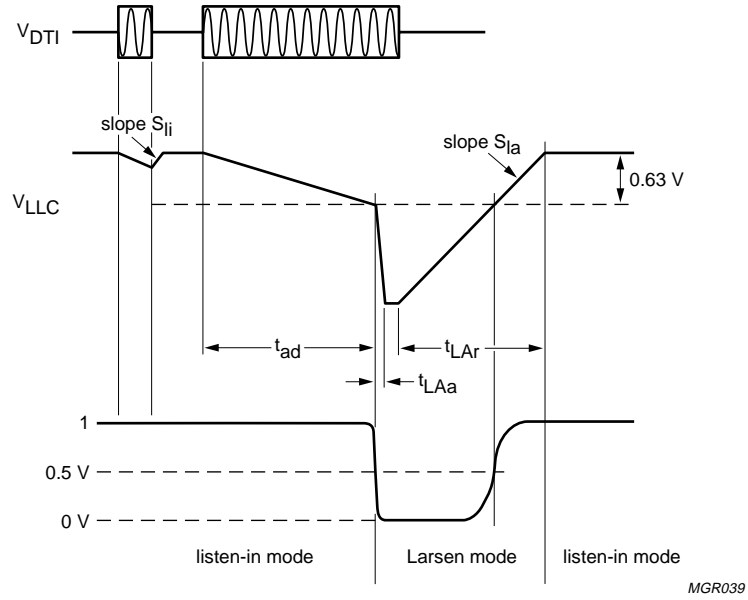 VDTI
slope Sli
slope Sla
0.63 V
VLLC
tad
tLAr
tLAa
1
0.5 V
0 V
listen-in mode
Larsen mode
listen-in mode
MGR039